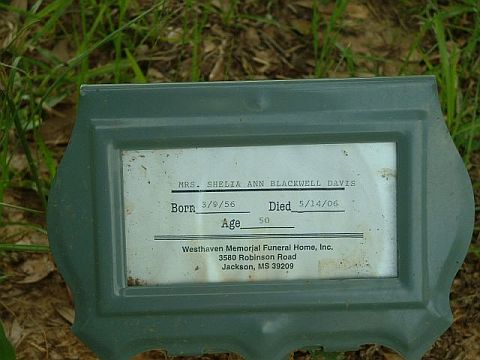 MRS. SHELIA ANN BLACKWELL DAVIS
Born 3/9/56 Died 5/14/06
Age 50
Westhaven Memorial Funeral Home, Inc.
3580 Robinson Road
Jackson, MS 39209